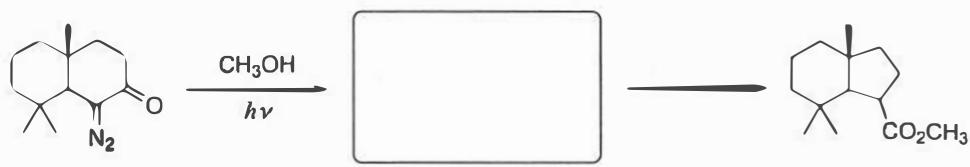 CH₃OH
hν
O
N₂
CO₂CH₃